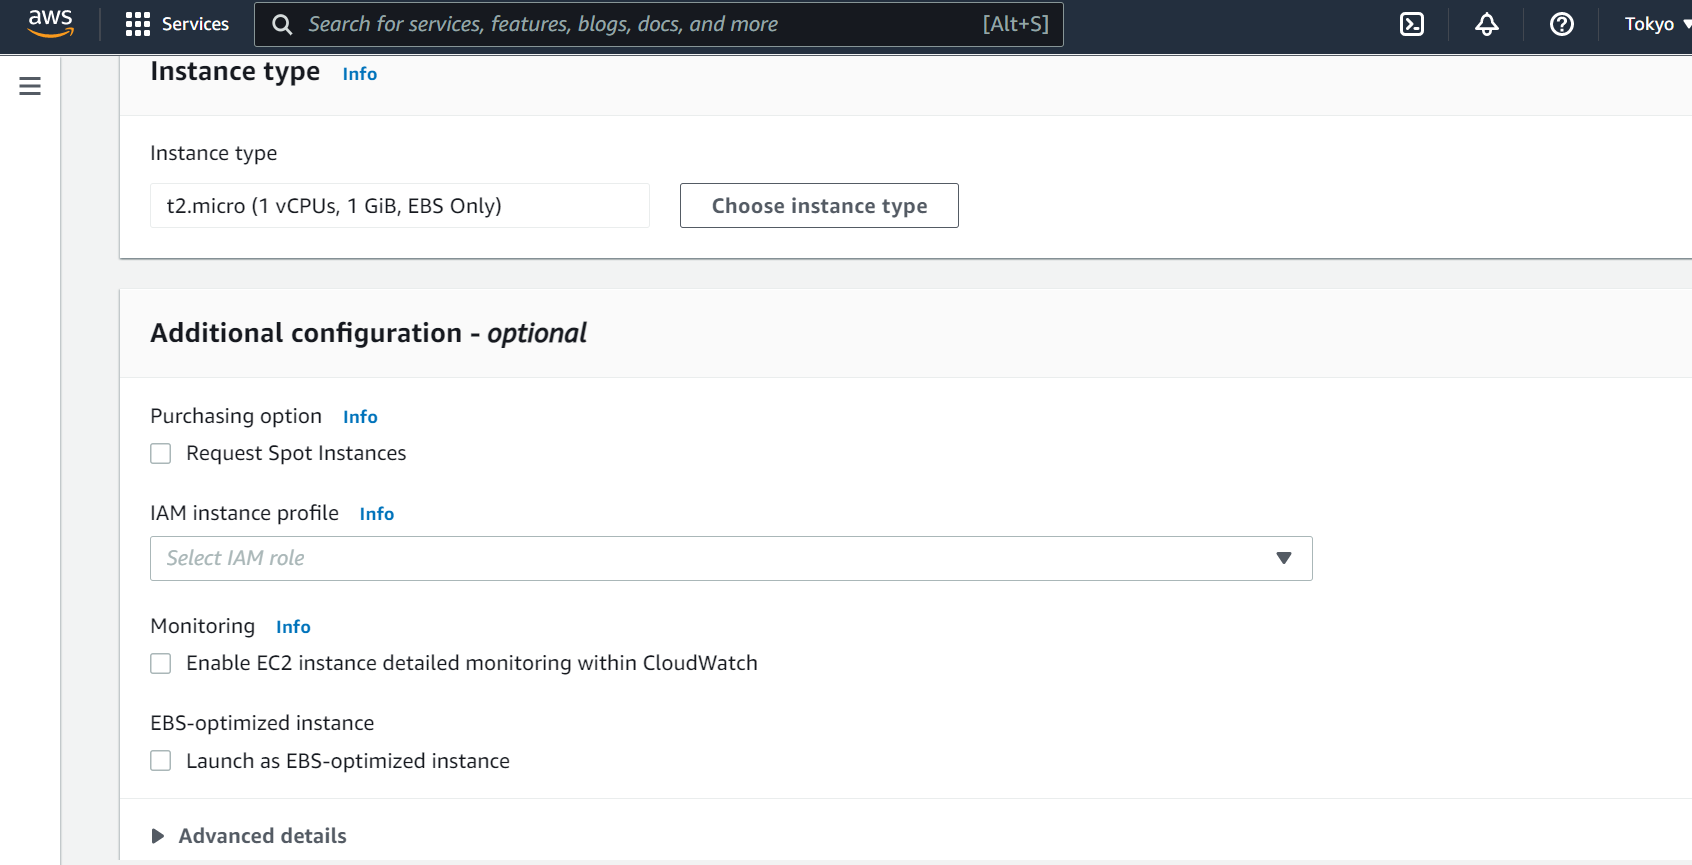 aws Services Search for services, features, blogs, docs, and more [Alt+S] Tokyo
Instance type Info
Instance type
t2.micro (1 vCPUs, 1 GiB, EBS Only) Choose instance type
Additional configuration - optional
Purchasing option Info
Request Spot Instances
IAM instance profile Info
Select IAM role
Monitoring Info
Enable EC2 instance detailed monitoring within CloudWatch
EBS-optimized instance
Launch as EBS-optimized instance
Advanced details